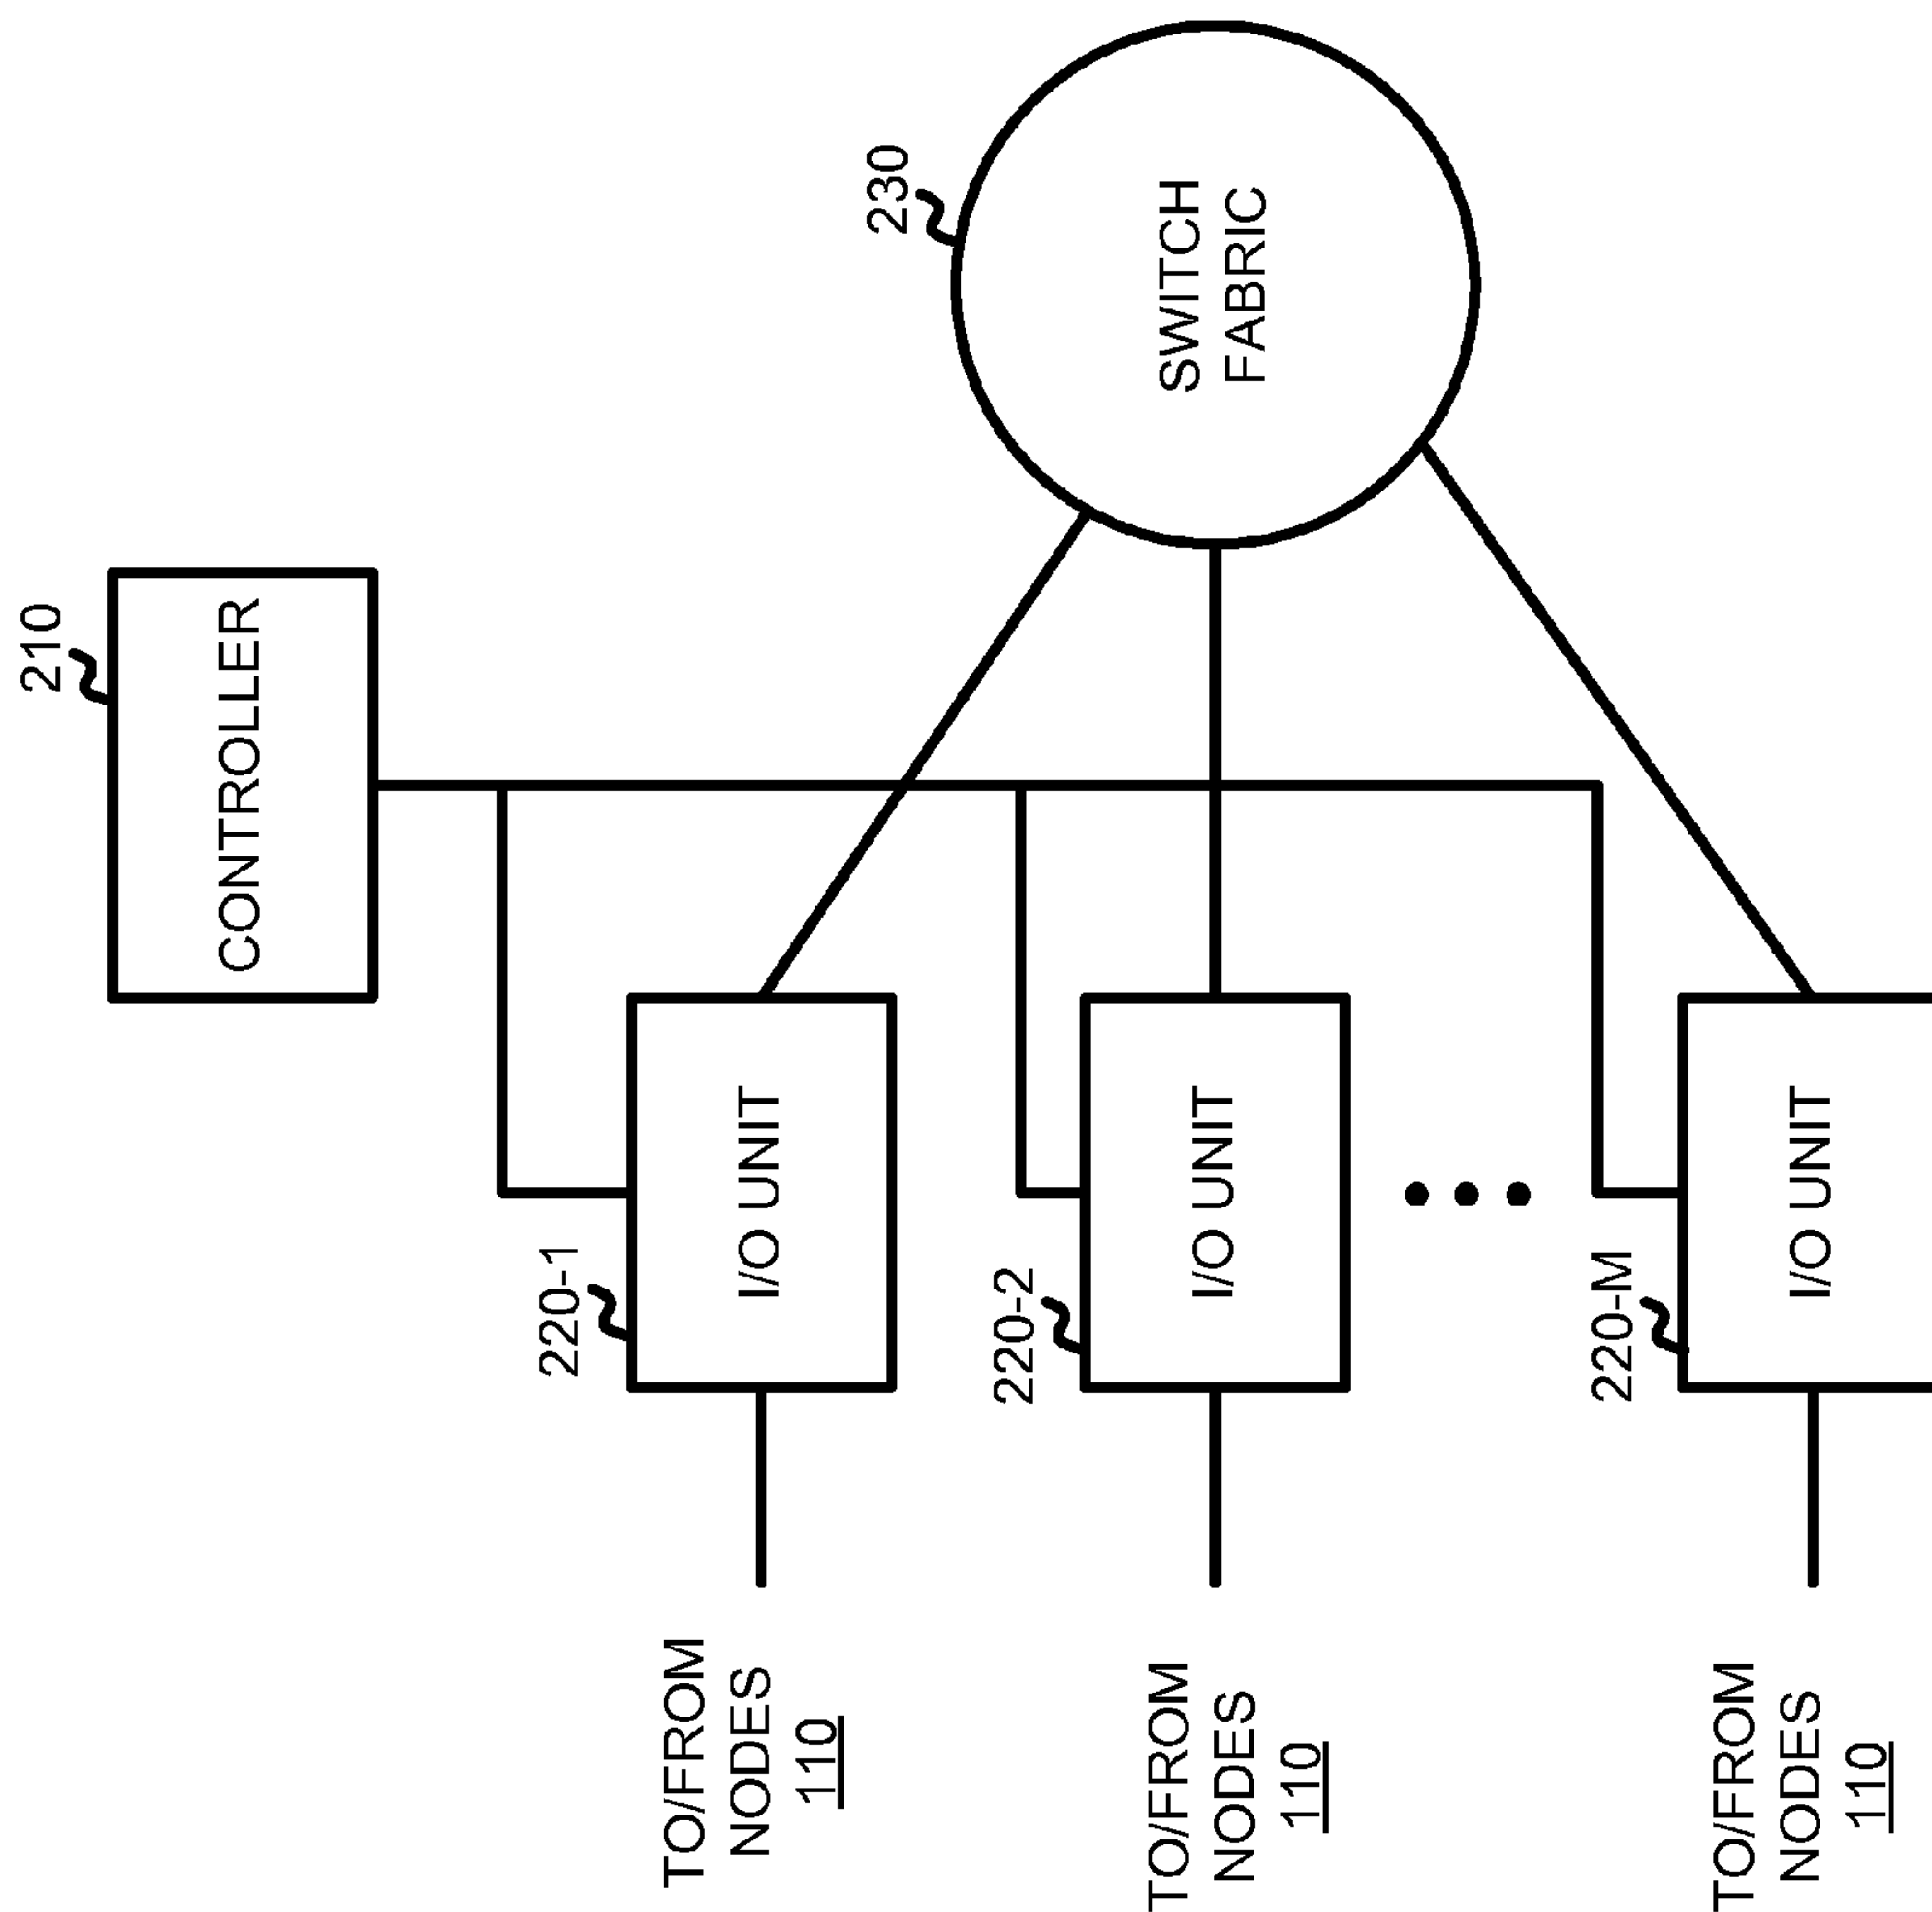 210
CONTROLLER
220-1
I/O UNIT
TO/FROM
NODES
110
230
SWITCH
FABRIC
220-2
I/O UNIT
TO/FROM
NODES
110
220-M
I/O UNIT
TO/FROM
NODES
110